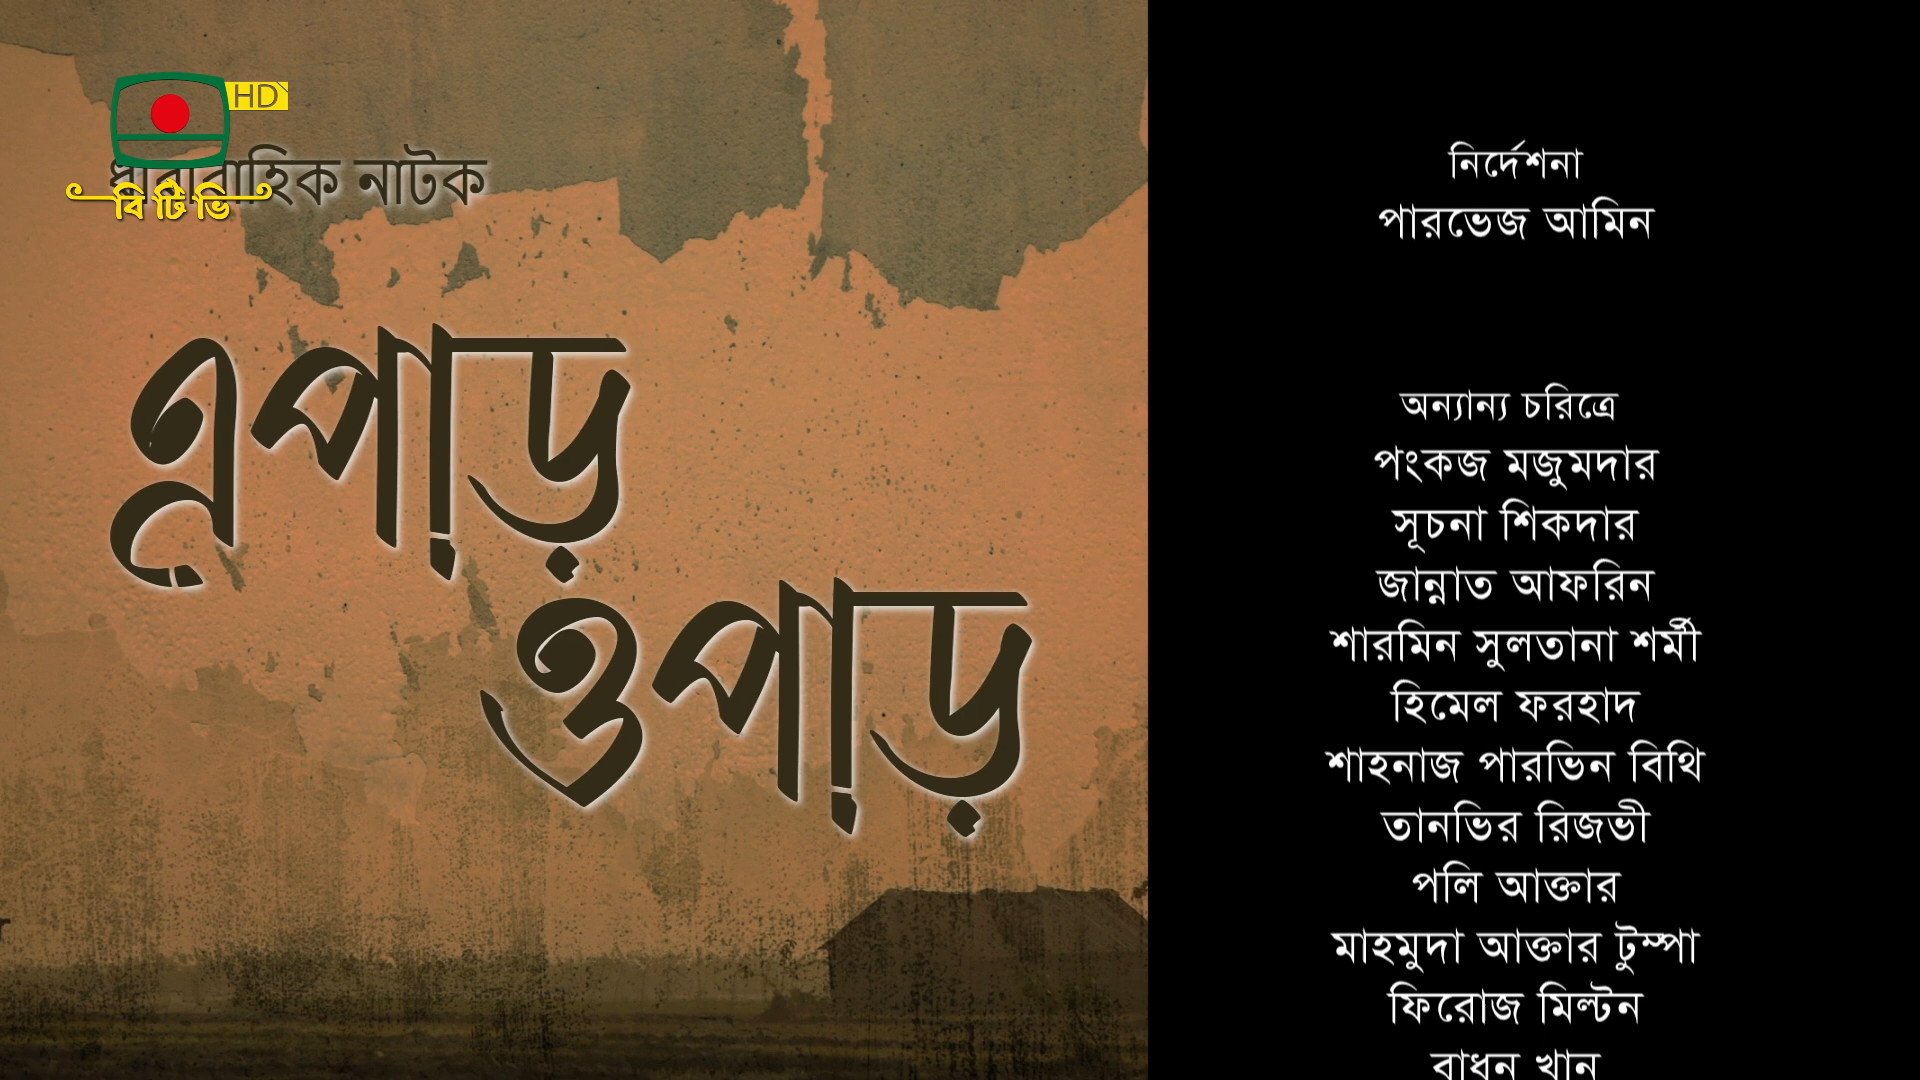 HD
বিটিভি
ধারাবাহিক নাটক
এপাড়
ওপাড়
নির্দেশনা
পারভেজ আমিন
অন্যান্য চরিত্রে
পংকজ মজুমদার
সূচনা শিকদার
জান্নাত আফরিন
শারমিন সুলতানা শর্মী
হিমেল ফরহাদ
শাহনাজ পারভিন বিথি
তানভির রিজভী
পলি আক্তার
মাহমুদা আক্তার টুম্পা
ফিরোজ মিল্টন
বাধন খান